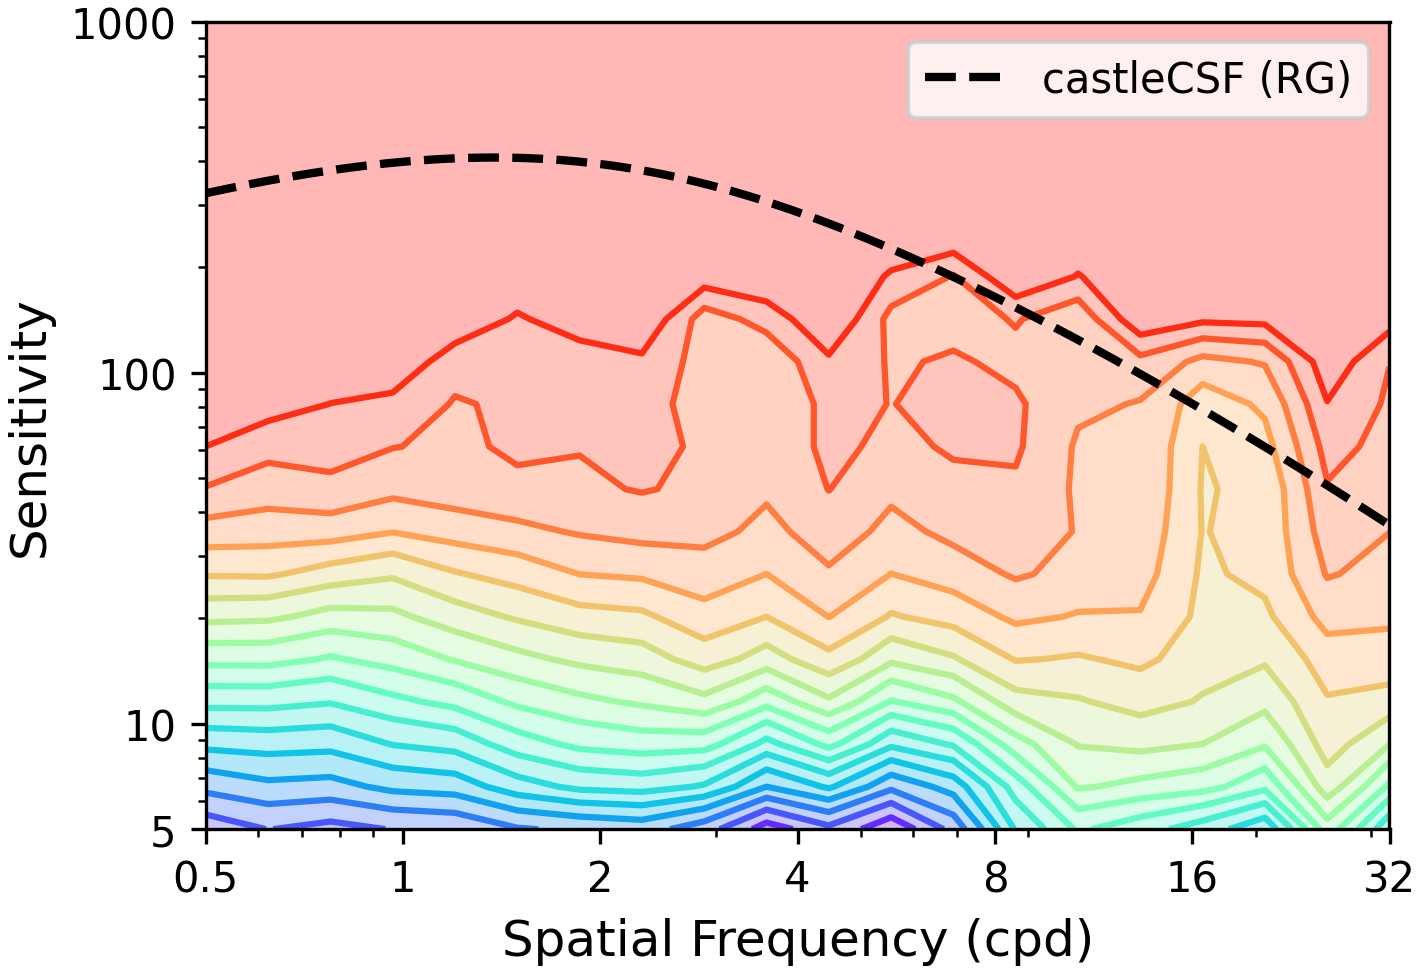 1000
castleCSF (RG)
100
10
5
Sensitivity
0.5 1 2 4 8 16 32
Spatial Frequency (cpd)